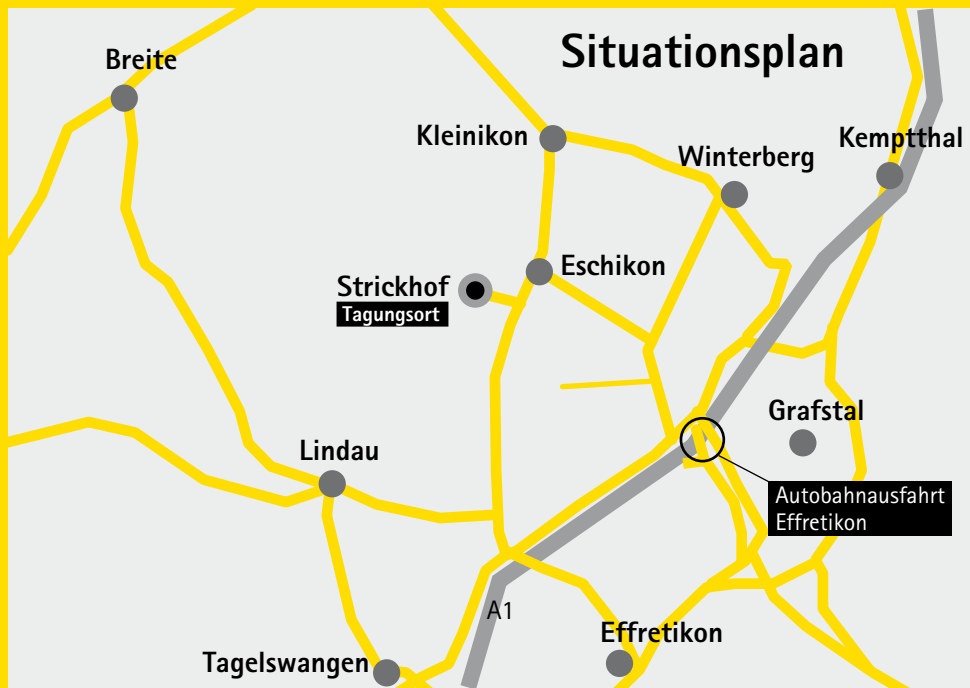 Situationsplan
Breite
Kleinikon
Winterberg
Kemptthal
Eschikon
Strickhof
Tagungsort
Grafstal
Lindau
Autobahnausfahrt
Effretikon
A1
Effretikon
Tagelswangen